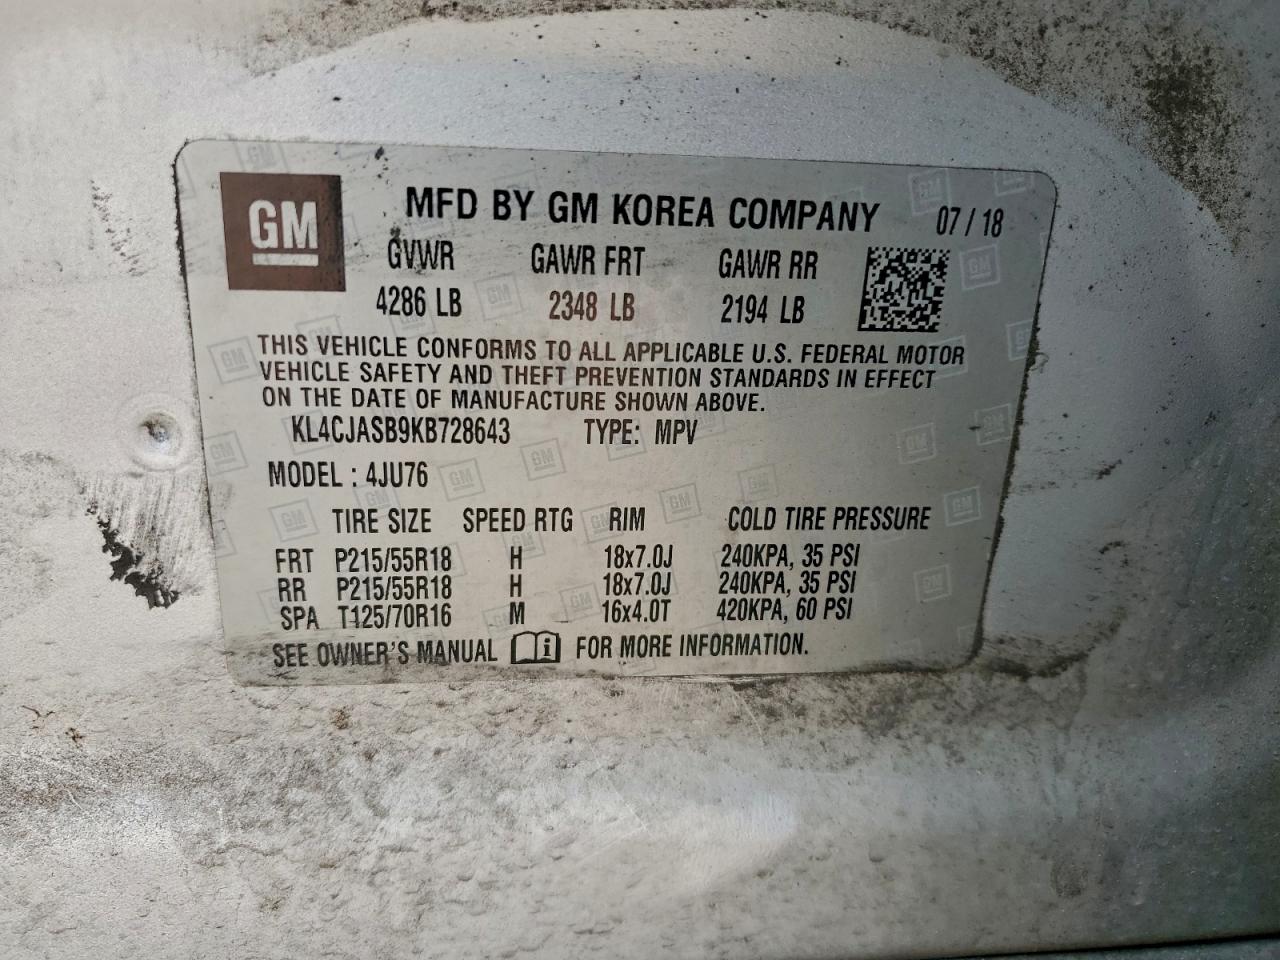 GM
MFD BY GM KOREA COMPANY 07 / 18
GVWR GAWR FRT GAWR RR
4286 LB 2348 LB 2194 LB
THIS VEHICLE CONFORMS TO ALL APPLICABLE U.S. FEDERAL MOTOR
VEHICLE SAFETY AND THEFT PREVENTION STANDARDS IN EFFECT
ON THE DATE OF MANUFACTURE SHOWN ABOVE.
KL4CJASB9KB728643 TYPE: MPV
MODEL : 4JU76
TIRE SIZE SPEED RTG RIM COLD TIRE PRESSURE
FRT P215/55R18 H 18x7.0J 240KPA, 35 PSI
RR P215/55R18 H 18x7.0J 240KPA, 35 PSI
SPA T125/70R16 M 16x4.0T 420KPA, 60 PSI
SEE OWNER'S MANUAL FOR MORE INFORMATION.